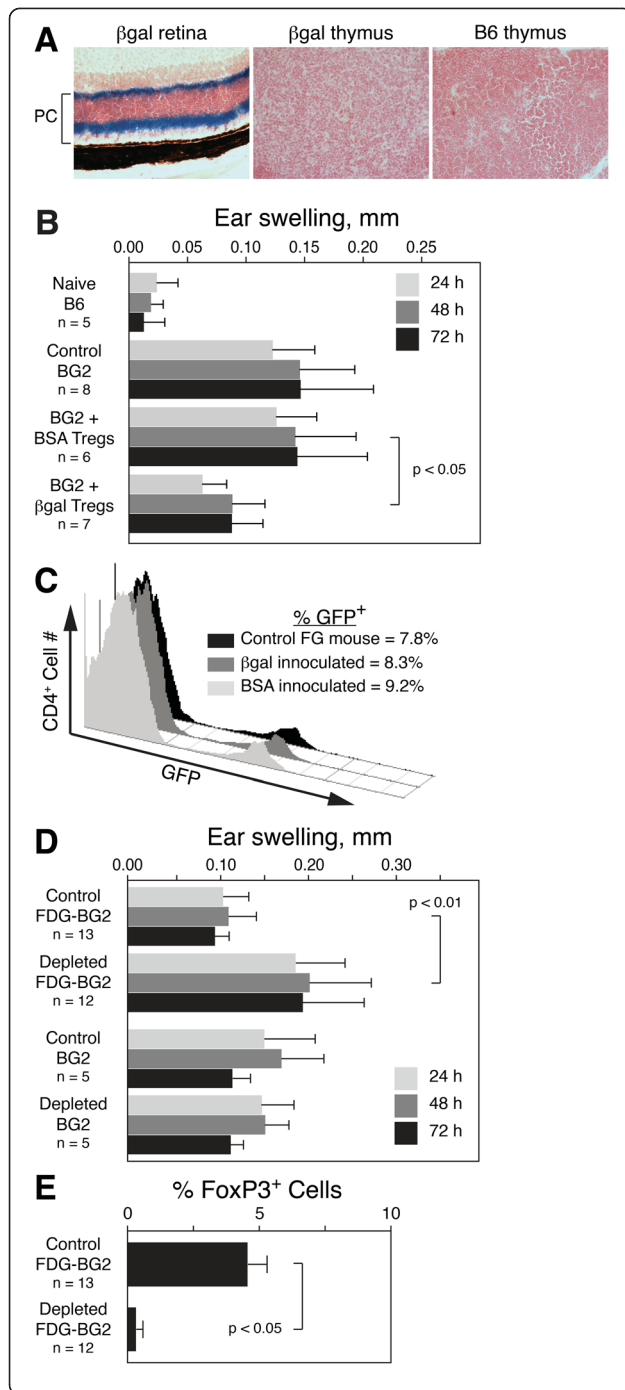 A
βgal retina
βgal thymus
B6 thymus
PC
B
Ear swelling, mm
0.00 0.05 0.10 0.15 0.20 0.25
Naive
B6
n = 5
Control
BG2
n = 8
BG2 +
BSA Tregs
n = 6
BG2 +
βgal Tregs
n = 7
24 h
48 h
72 h
p < 0.05
C
CD4+ Cell #
GFP
% GFP+
Control FG mouse = 7.8%
βgal innoculated = 8.3%
BSA innoculated = 9.2%
D
Ear swelling, mm
0.00 0.10 0.20 0.30
Control
FDG-BG2
n = 13
Depleted
FDG-BG2
n = 12
Control
BG2
n = 5
Depleted
BG2
n = 5
p < 0.01
24 h
48 h
72 h
E
% FoxP3+ Cells
0 5 10
Control
FDG-BG2
n = 13
Depleted
FDG-BG2
n = 12
p < 0.05